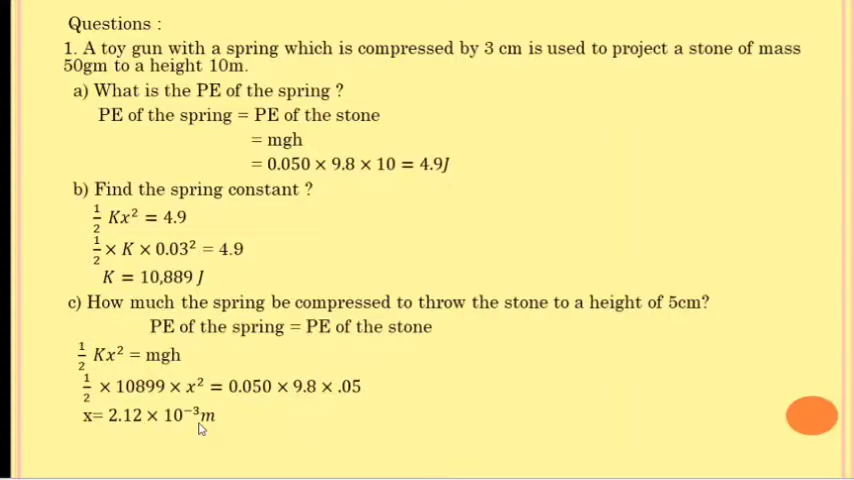 Questions :
1. A toy gun with a spring which is compressed by 3 cm is used to project a stone of mass
50gm to a height 10m.
a) What is the PE of the spring ?
PE of the spring = PE of the stone
= mgh
= 0.050 × 9.8 × 10 = 4.9J
b) Find the spring constant ?
1/2 Kx² = 4.9
1/2 × K × 0.03² = 4.9
K = 10,889 J
c) How much the spring be compressed to throw the stone to a height of 5cm?
PE of the spring = PE of the stone
1/2 Kx² = mgh
1/2 × 10899 × x² = 0.050 × 9.8 × .05
x= 2.12 × 10⁻³m